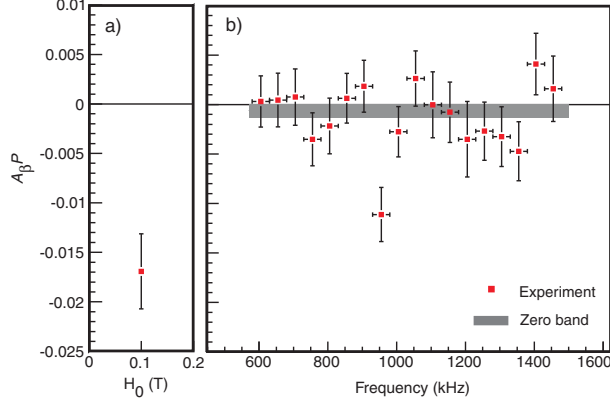 a)
b)
0.01
0.005
0
-0.005
-0.01
-0.015
-0.02
-0.025
AβP
0
0.1
0.2
H0 (T)
Experiment
Zero band
600
800
1000
1200
1400
1600
Frequency (kHz)